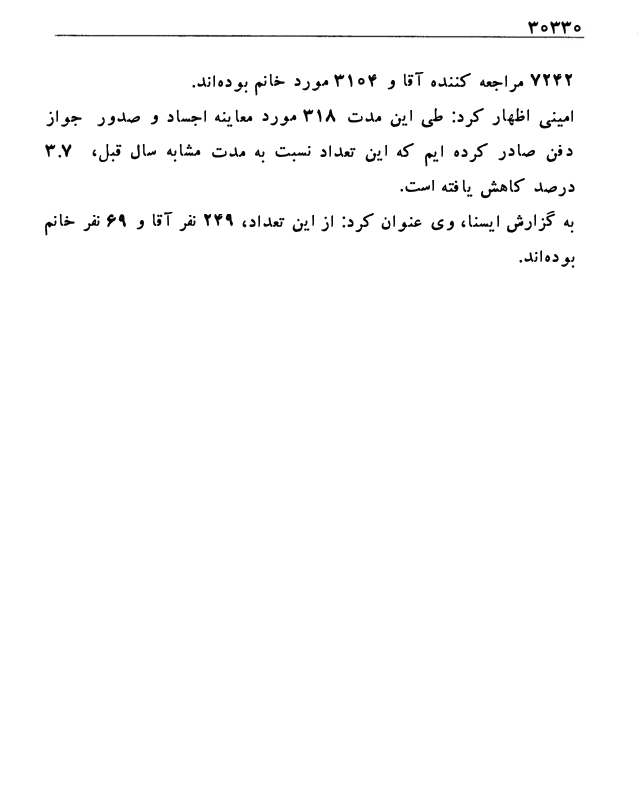 ۳۰۳۳۰
۷۲۴۲ مراجعه کننده آقا و ۳۱۰۴ مورد خانم بوده‌اند.
امینی اظهار کرد: طی این مدت ۳۱۸ مورد معاینه اجساد و صدور جواز
دفن صادر کرده ایم که این تعداد نسبت به مدت مشابه سال قبل، ۳.۷
درصد کاهش یافته است.
به گزارش ایسنا، وی عنوان کرد: از این تعداد، ۲۴۹ نفر آقا و ۶۹ نفر خانم
بوده‌اند.